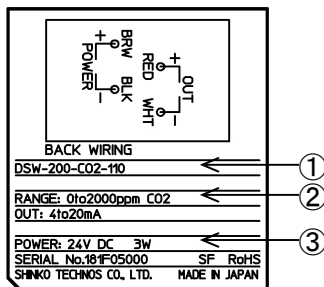 + BRW
POWER
- BLK
RED +
OUT
WHT -
BACK WIRING
DSW-200-CO2-110
①
RANGE: 0to2000ppm CO2
②
OUT: 4to20mA
POWER: 24V DC 3W
③
SERIAL No.181F05000 SF RoHS
SHINKO TECHNOS CO., LTD. MADE IN JAPAN